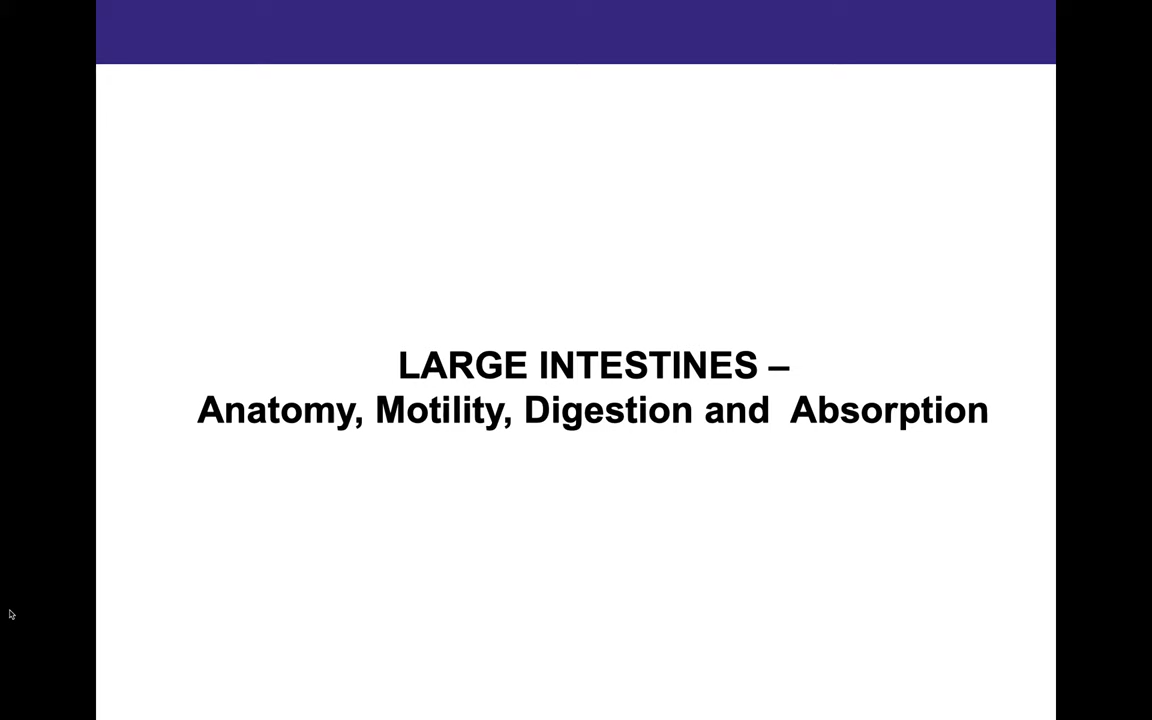 LARGE INTESTINES –
Anatomy, Motility, Digestion and  Absorption